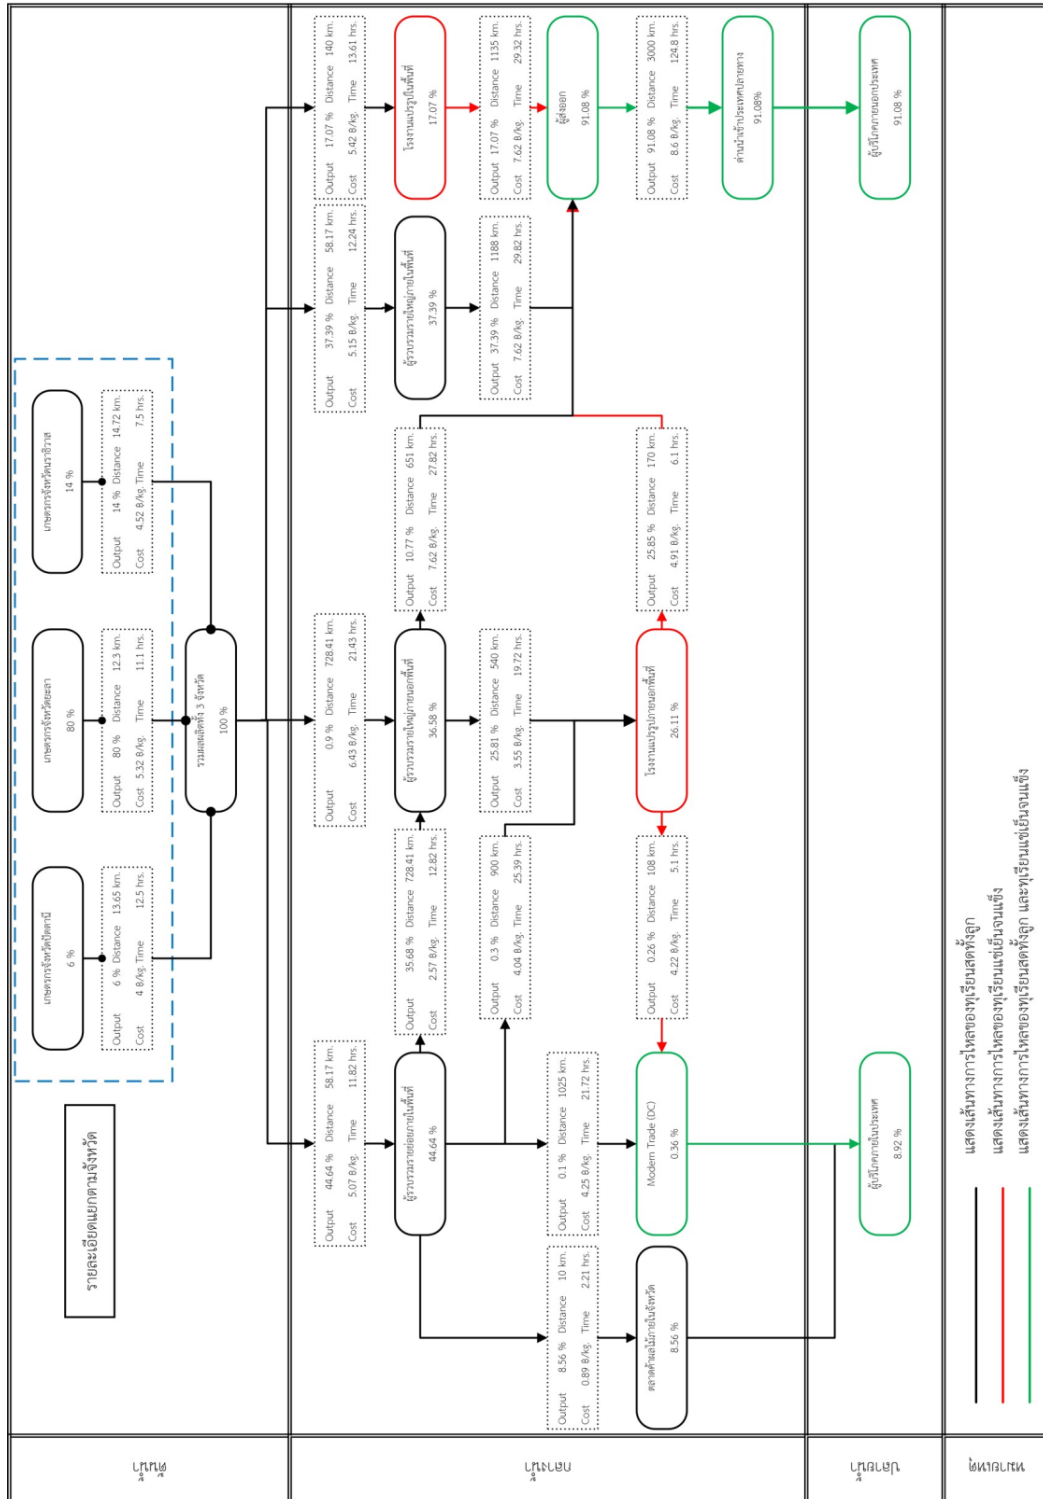 ต้นน้ำ
รายละเอียดแยกตามจังหวัด
เกษตรกรจังหวัดปัตตานี
6 %
Output 6 % Distance 13.65 km.
Cost 4 B/kg. Time 12.5 hrs.
เกษตรกรจังหวัดยะลา
80 %
Output 80 % Distance 12.3 km.
Cost 5.32 B/kg. Time 11.1 hrs.
เกษตรกรจังหวัดนราธิวาส
14 %
Output 14 % Distance 14.72 km.
Cost 4.52 B/kg. Time 7.5 hrs.
รวมผลผลิตทั้ง 3 จังหวัด
100 %
กลางน้ำ
Output 44.64 % Distance 58.17 km.
Cost 5.07 B/kg. Time 11.82 hrs.
Output 0.9 % Distance 728.41 km.
Cost 6.43 B/kg. Time 21.43 hrs.
Output 37.39 % Distance 58.17 km.
Cost 5.15 B/kg. Time 12.24 hrs.
Output 17.07 % Distance 140 km.
Cost 5.42 B/kg. Time 13.61 hrs.
ผู้รวบรวมรายย่อยภายในพื้นที่
44.64 %
Output 35.68 % Distance 728.41 km.
Cost 2.57 B/kg. Time 12.82 hrs.
ผู้รวบรวมรายใหญ่ภายนอกพื้นที่
36.58 %
Output 10.77 % Distance 651 km.
Cost 7.62 B/kg. Time 27.82 hrs.
ผู้รวบรวมรายใหญ่ภายในพื้นที่
37.39 %
โรงงานแปรรูปในพื้นที่
17.07 %
Output 0.3 % Distance 900 km.
Cost 4.04 B/kg. Time 25.39 hrs.
Output 25.81 % Distance 540 km.
Cost 3.55 B/kg. Time 19.72 hrs.
Output 37.39 % Distance 1188 km.
Cost 7.62 B/kg. Time 29.82 hrs.
Output 17.07 % Distance 1135 km.
Cost 7.62 B/kg. Time 29.32 hrs.
Output 8.56 % Distance 10 km.
Cost 0.89 B/kg. Time 2.21 hrs.
Output 0.1 % Distance 1025 km.
Cost 4.25 B/kg. Time 21.72 hrs.
ผู้ส่งออก
91.08 %
ตลาดค้าผลไม้ภายในจังหวัด
8.56 %
Modern Trade (DC)
0.36 %
Output 0.26 % Distance 108 km.
Cost 4.22 B/kg. Time 5.1 hrs.
โรงงานแปรรูปภายนอกพื้นที่
26.11 %
Output 25.85 % Distance 170 km.
Cost 4.91 B/kg. Time 6.1 hrs.
Output 91.08 % Distance 3000 km.
Cost 8.6 B/kg. Time 124.8 hrs.
ด่านนำเข้าประเทศปลายทาง
91.08%
ปลายน้ำ
ผู้บริโภคภายในประเทศ
8.92 %
ผู้บริโภคภายนอกประเทศ
91.08 %
หมายเหตุ
แสดงเส้นทางการไหลของทุเรียนสดทั้งลูก
แสดงเส้นทางการไหลของทุเรียนแช่เย็นจนแข็ง
แสดงเส้นทางการไหลของทุเรียนสดทั้งลูก และทุเรียนแช่เย็นจนแข็ง